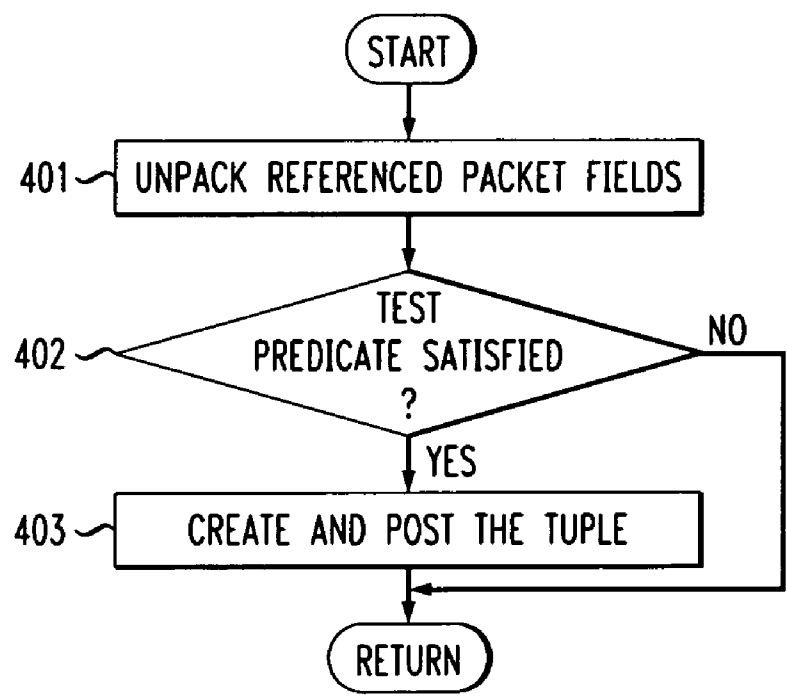 START
401 UNPACK REFERENCED PACKET FIELDS
TEST
402 PREDICATE SATISFIED
?
NO
YES
403 CREATE AND POST THE TUPLE
RETURN